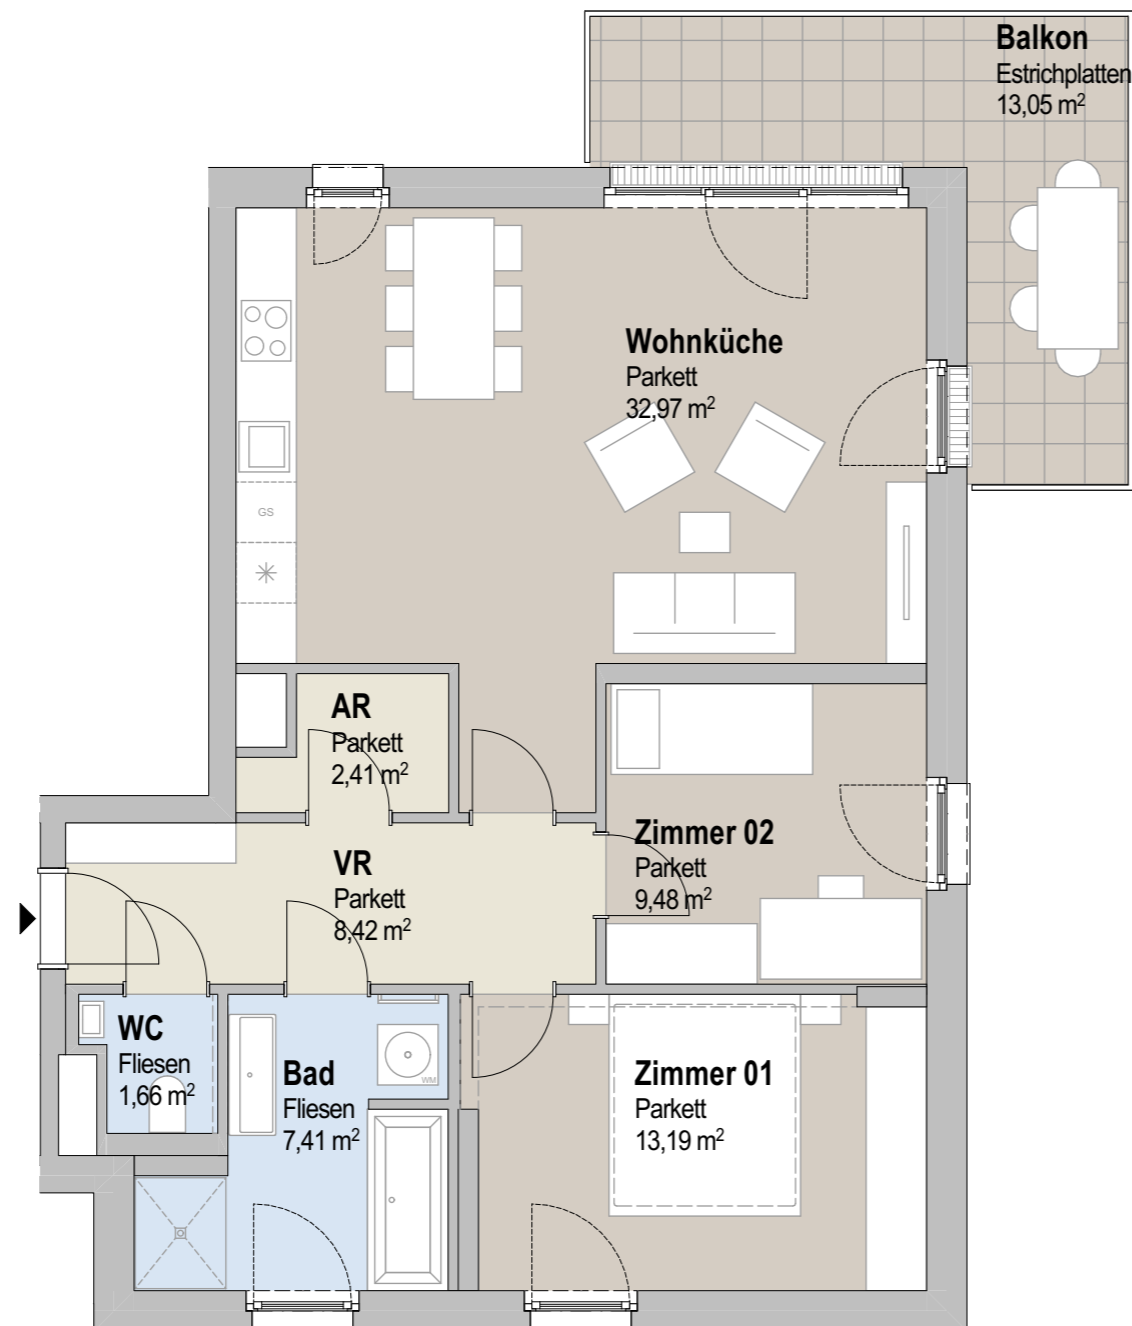 Balkon
Estrichplatten
13,05 m²
Wohnküche
Parkett
32,97 m²
GS
AR
Parkett
2,41 m²
Zimmer 02
Parkett
9,48 m²
VR
Parkett
8,42 m²
WC
Fliesen
1,66 m²
Bad
Fliesen
7,41 m²
WM
Zimmer 01
Parkett
13,19 m²